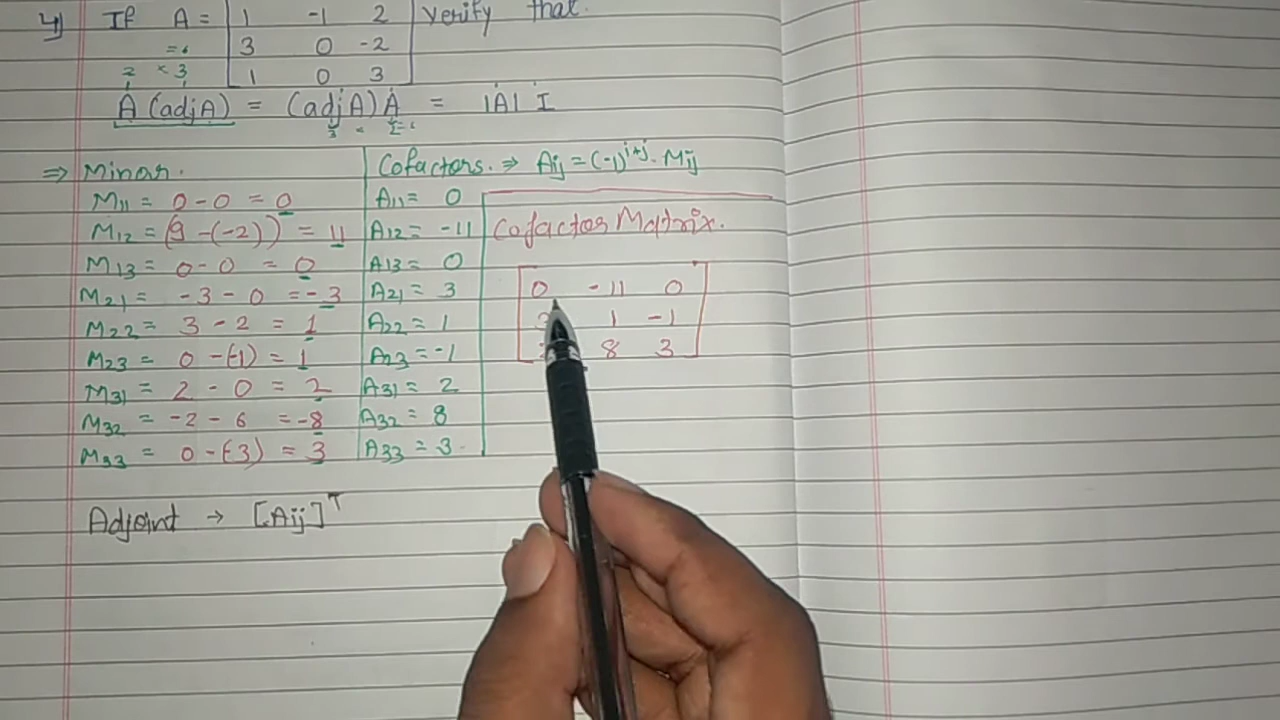 4) If A = | 1 -1 2 | Verify that.
3 0 -2
1 0 3
A (adj A) = (adj A) A = |A| I
⇒ Minor.
M11 = 0 - 0 = 0
M12 = (9 - (-2)) = 11
M13 = 0 - 0 = 0
M21 = -3 - 0 = -3
M22 = 3 - 2 = 1
M23 = 0 - (-1) = 1
M31 = 2 - 0 = 2
M32 = -2 - 6 = -8
M33 = 0 - (-3) = 3
Cofactors. ⇒ Aij = (-1)^i+j . Mij
A11 = 0
A12 = -11
A13 = 0
A21 = 3
A22 = 1
A23 = -1
A31 = 2
A32 = 8
A33 = 3
Cofactor Matrix.
0 -11 0
1 -1
8 3
Adjoint → [Aij]^T